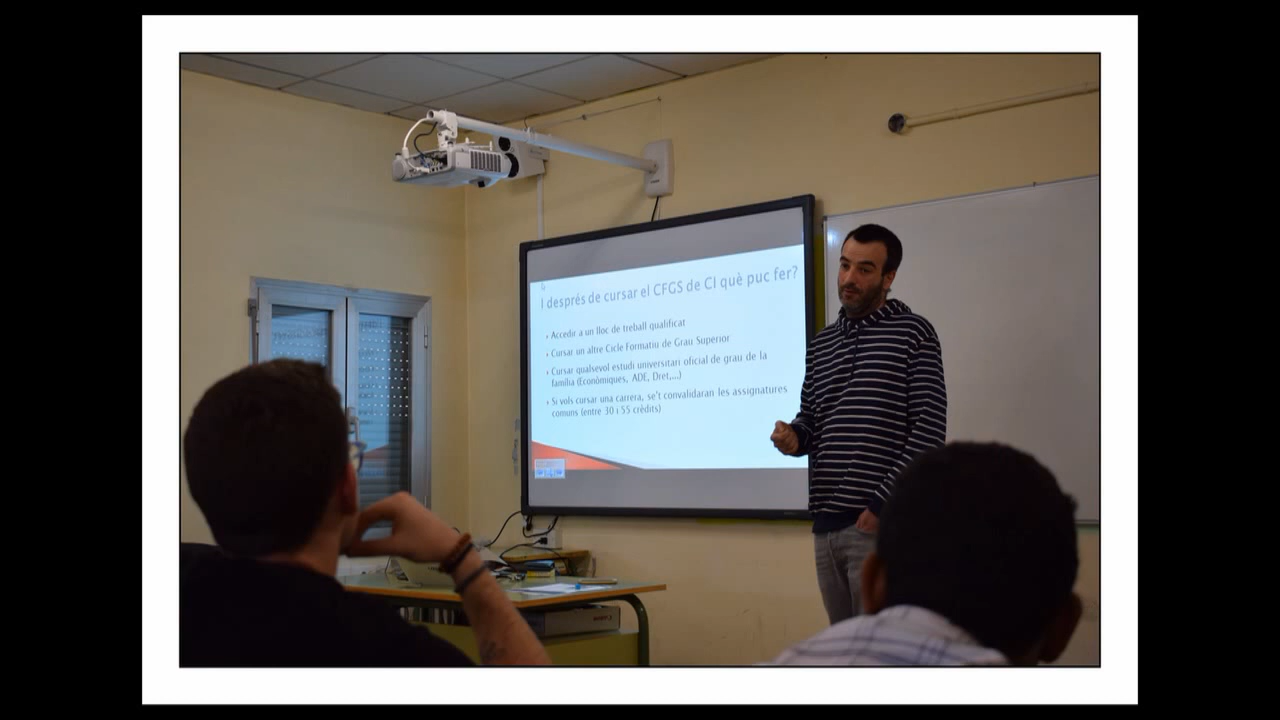 I després de cursar el CFGS de CI què puc fer?
Accedir a un lloc de treball qualificat
Cursar un altre Cicle Formatiu de Grau Superior
Cursar qualsevol estudi universitari oficial de grau de la
família (Econòmiques, ADE, Dret,...)
Si vols cursar una carrera, se't convalidaran les assignatures
comuns (entre 30 i 55 crèdits)